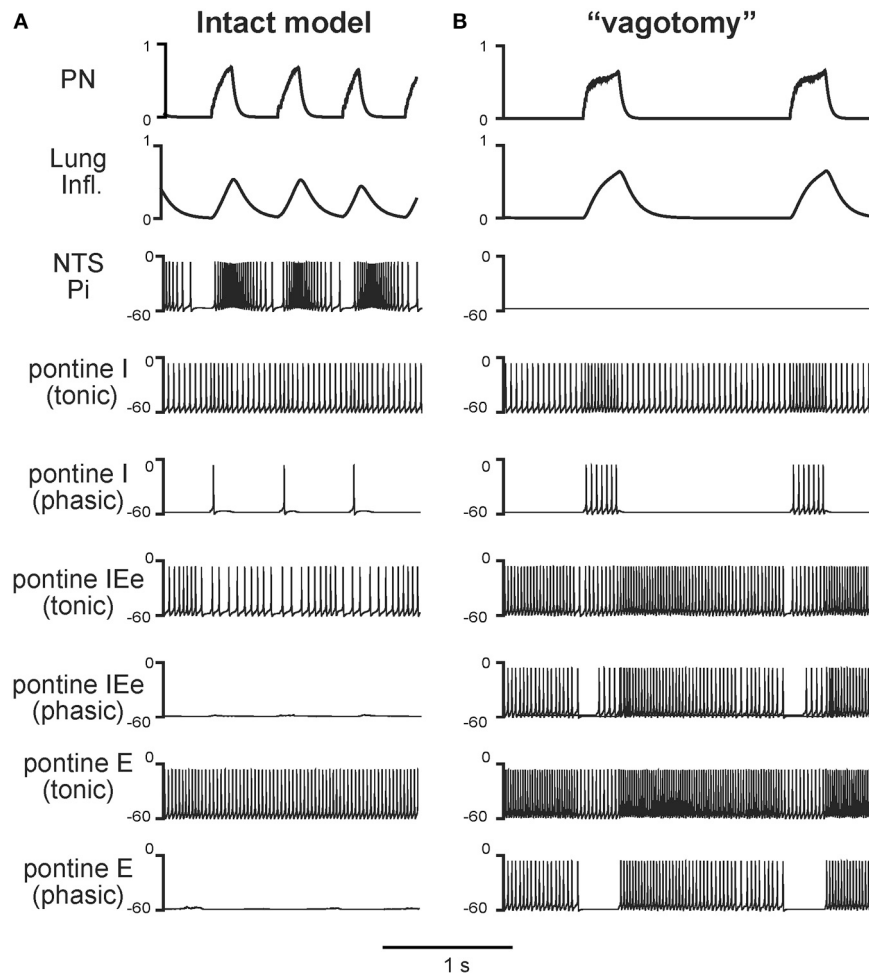 A Intact model B “vagotomy”
PN 1 0 1 0
Lung 1 1
Infl. 0 0
NTS 0 0
Pi -60 -60
pontine I 0 0
(tonic) -60 -60
pontine I 0 0
(phasic) -60 -60
pontine IEe 0 0
(tonic) -60 -60
pontine IEe 0 0
(phasic) -60 -60
pontine E 0 0
(tonic) -60 -60
pontine E 0 0
(phasic) -60 -60
1 s